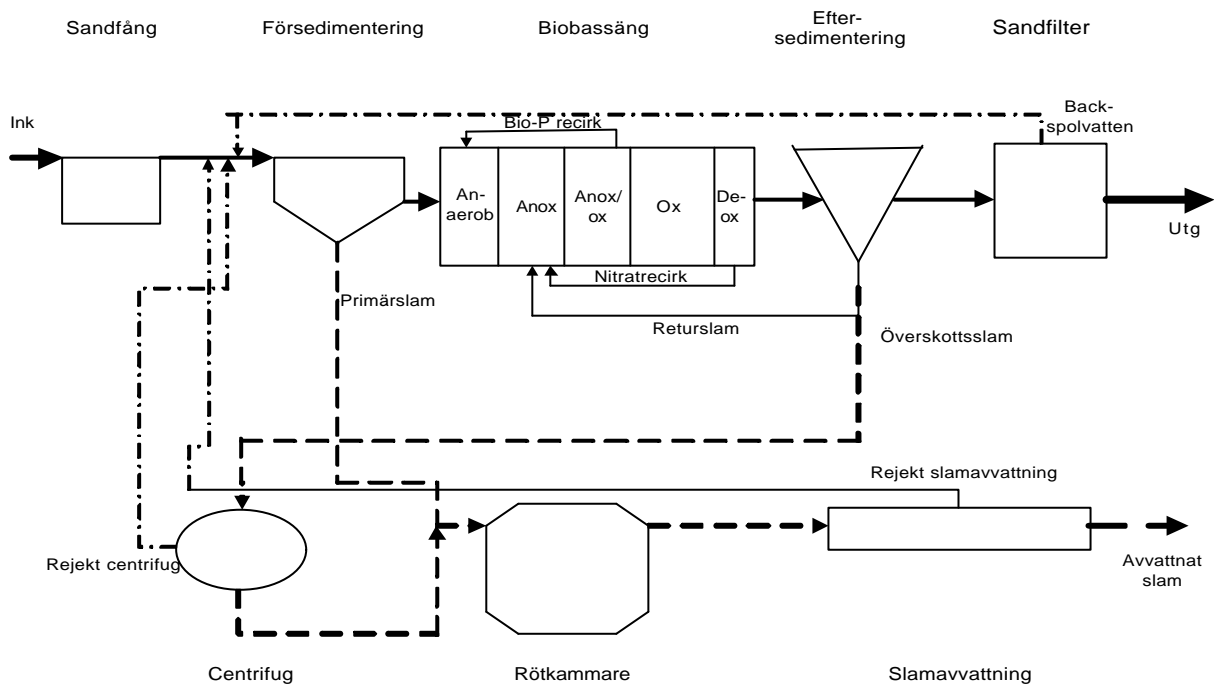 Sandfång
Försedimentering
Biobassäng
Efter-
sedimentering
Sandfilter
Ink
Bio-P recirk
Back-
spolvatten
An-
aerob
Anox
Anox/
ox
Ox
De-
ox
Utg
Nitratrecirk
Primärslam
Returslam
Överskottsslam
Rejekt slamavvattning
Rejekt centrifug
Avvattnat
slam
Centrifug
Rötkammare
Slamavvattning